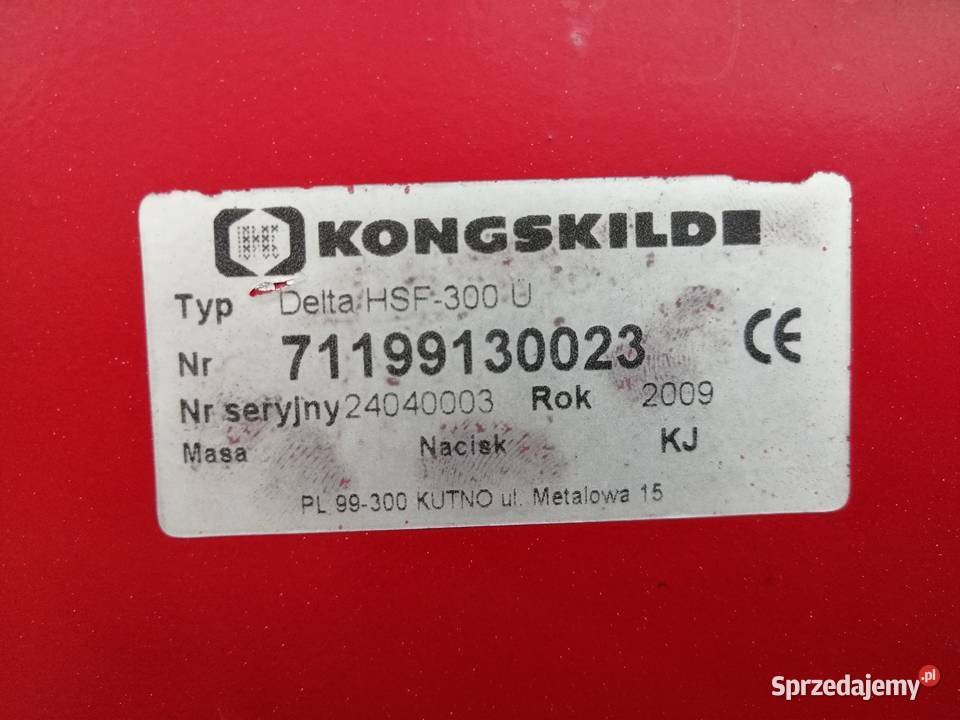 KONGSKILDE
Typ Delta HSF-300 U
Nr 71199130023 CE
Nr seryjny 24040003 Rok 2009
Masa Nacisk KJ
PL 99-300 KUTNO ul. Metalowa 15
Sprzedajemy.pl